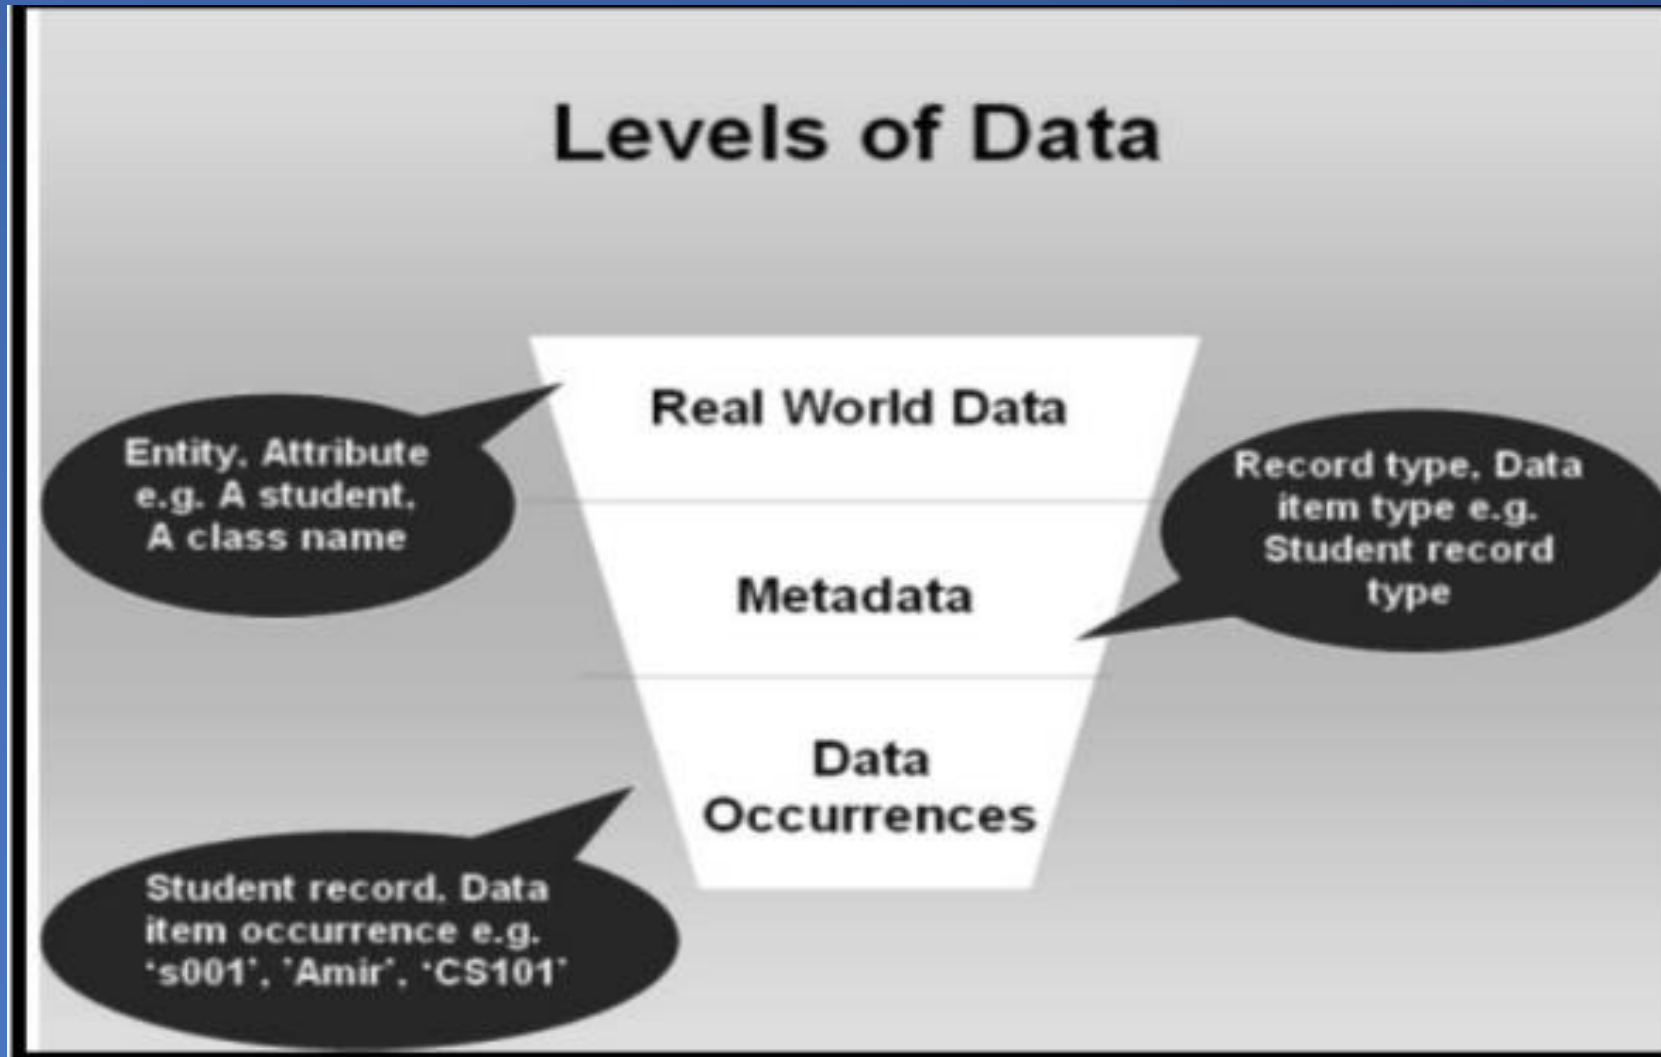 Levels of Data
Real World Data
Entity, Attribute
e.g. A student,
A class name
Record type, Data
item type e.g.
Student record
type
Metadata
Data
Occurrences
Student record, Data
item occurrence e.g.
‘s001’, ’Amir’, ‘CS101’